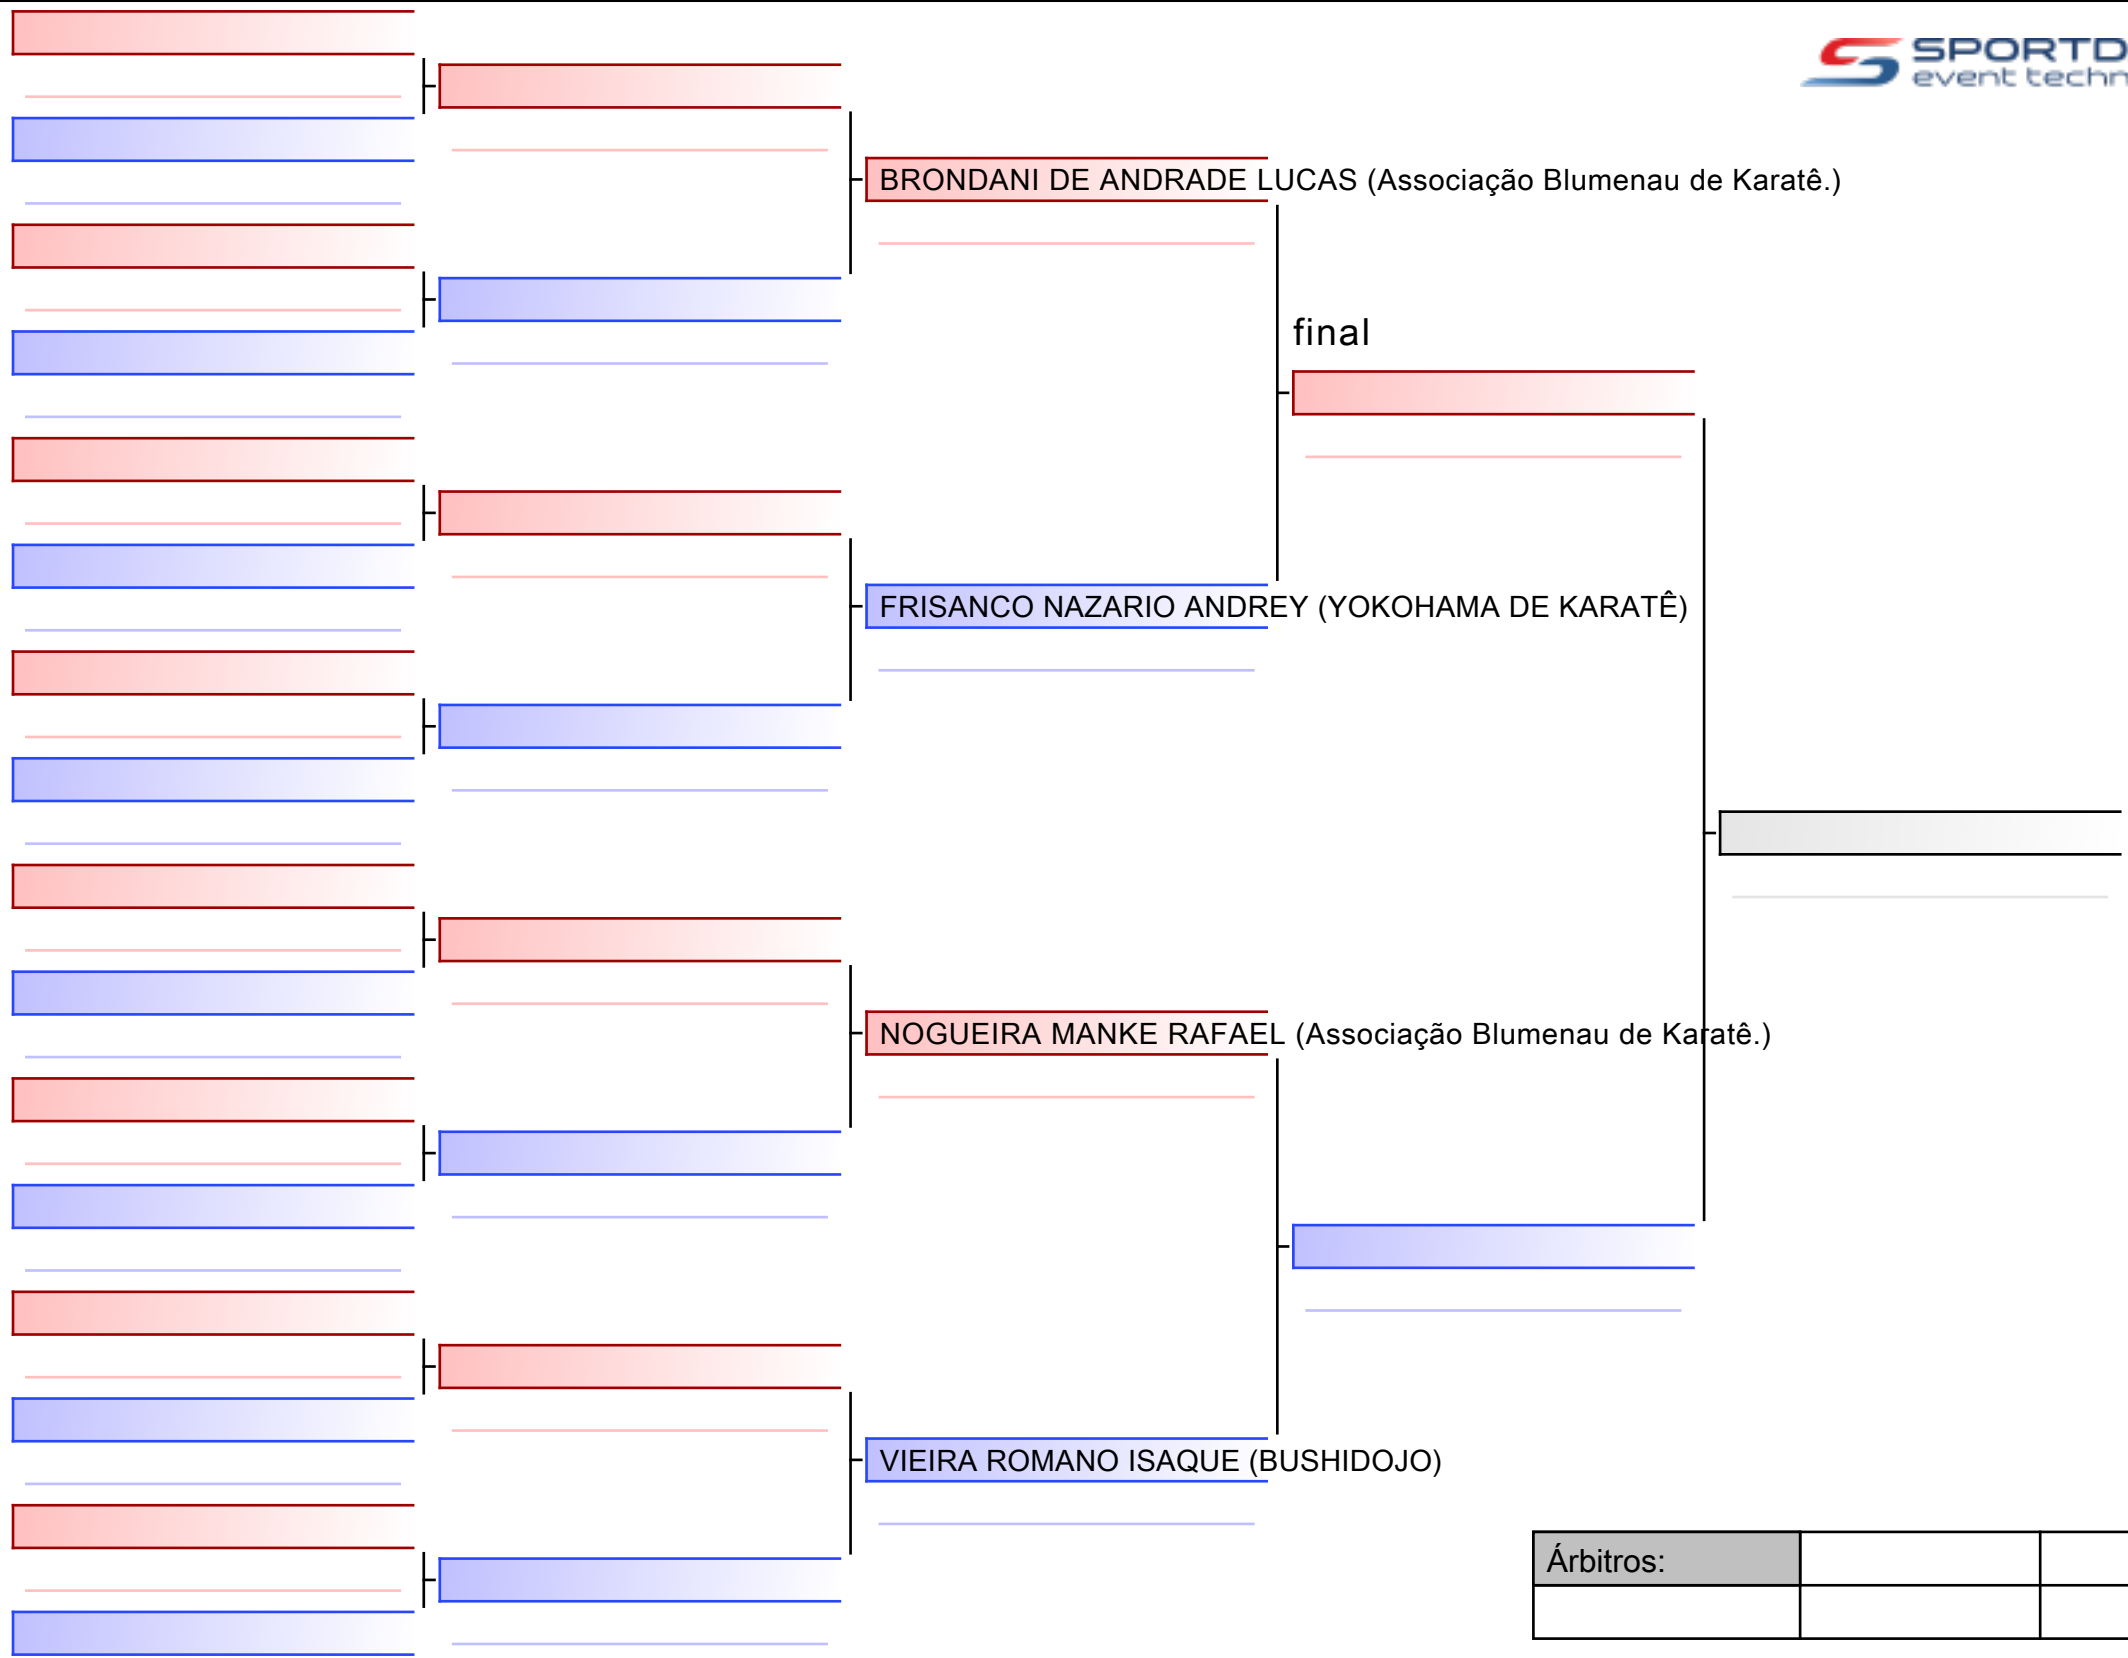 SPORTD
event techn
BRONDANI DE ANDRADE LUCAS (Associação Blumenau de Karatê.)
final
FRISANCO NAZARIO ANDREY (YOKOHAMA DE KARATÊ)
NOGUEIRA MANKE RAFAEL (Associação Blumenau de Karatê.)
VIEIRA ROMANO ISAQUE (BUSHIDOJO)
Árbitros: